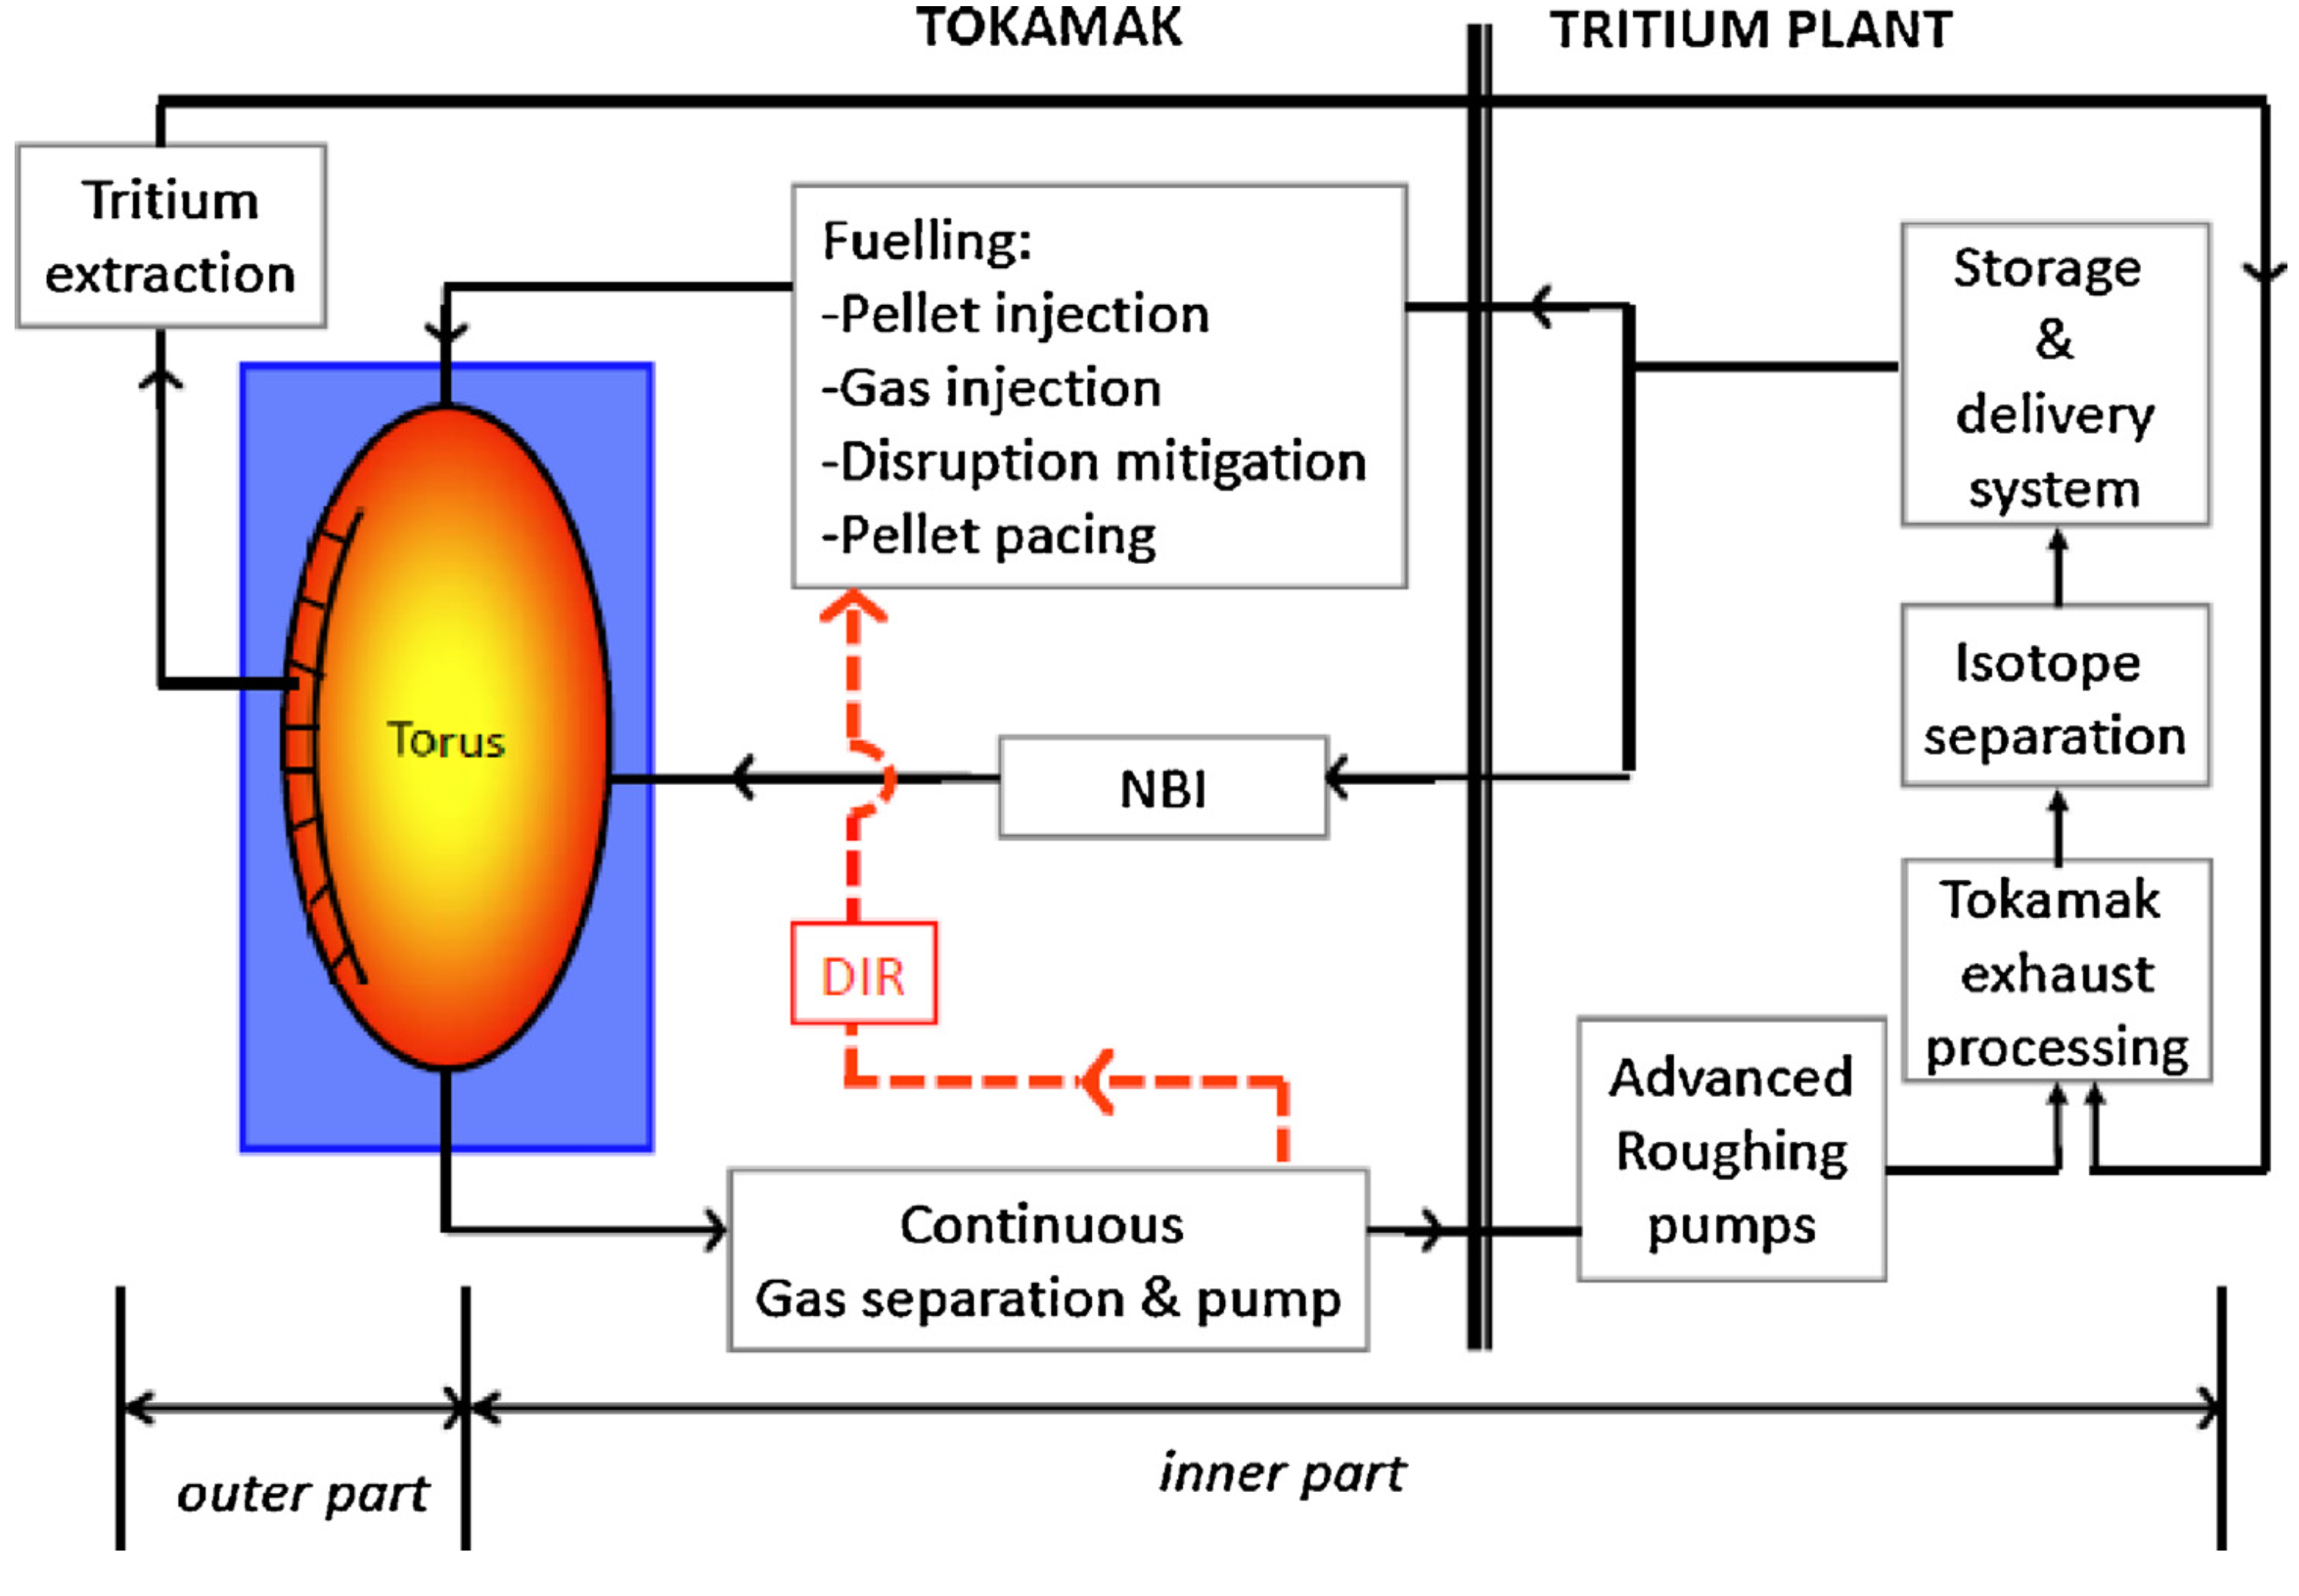 TOKAMAK
TRITIUM PLANT
Tritium
extraction
Fuelling:
-Pellet injection
-Gas injection
-Disruption mitigation
-Pellet pacing
Storage
&
delivery
system
Isotope
separation
Torus
NBI
Tokamak
exhaust
processing
DIR
Advanced
Roughing
pumps
Continuous
Gas separation & pump
outer part
inner part